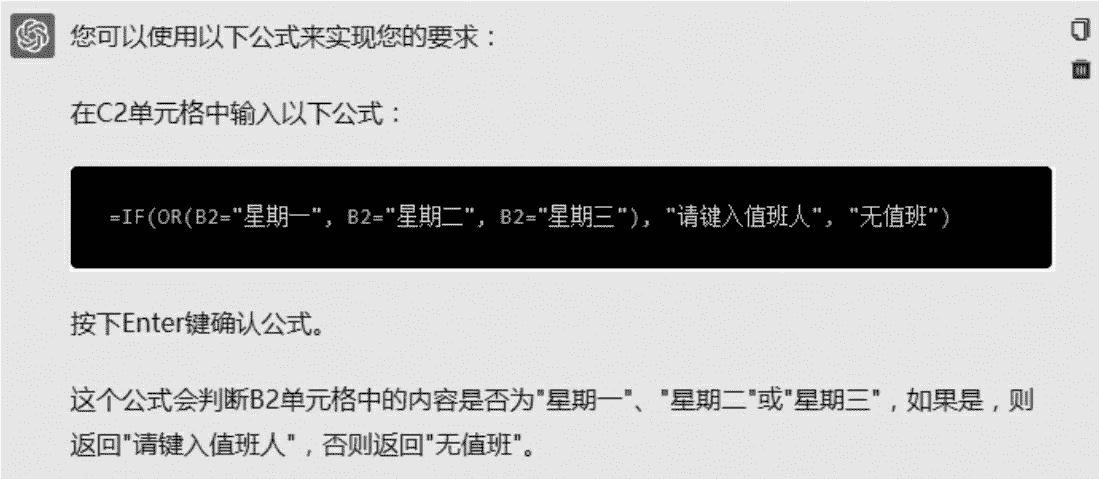 您可以使用以下公式来实现您的要求：
在C2单元格中输入以下公式：
=IF(OR(B2="星期一", B2="星期二", B2="星期三"), "请键入值班人", "无值班")
按下Enter键确认公式。
这个公式会判断B2单元格中的内容是否为"星期一"、"星期二"或"星期三"，如果是，则
返回"请键入值班人"，否则返回"无值班"。